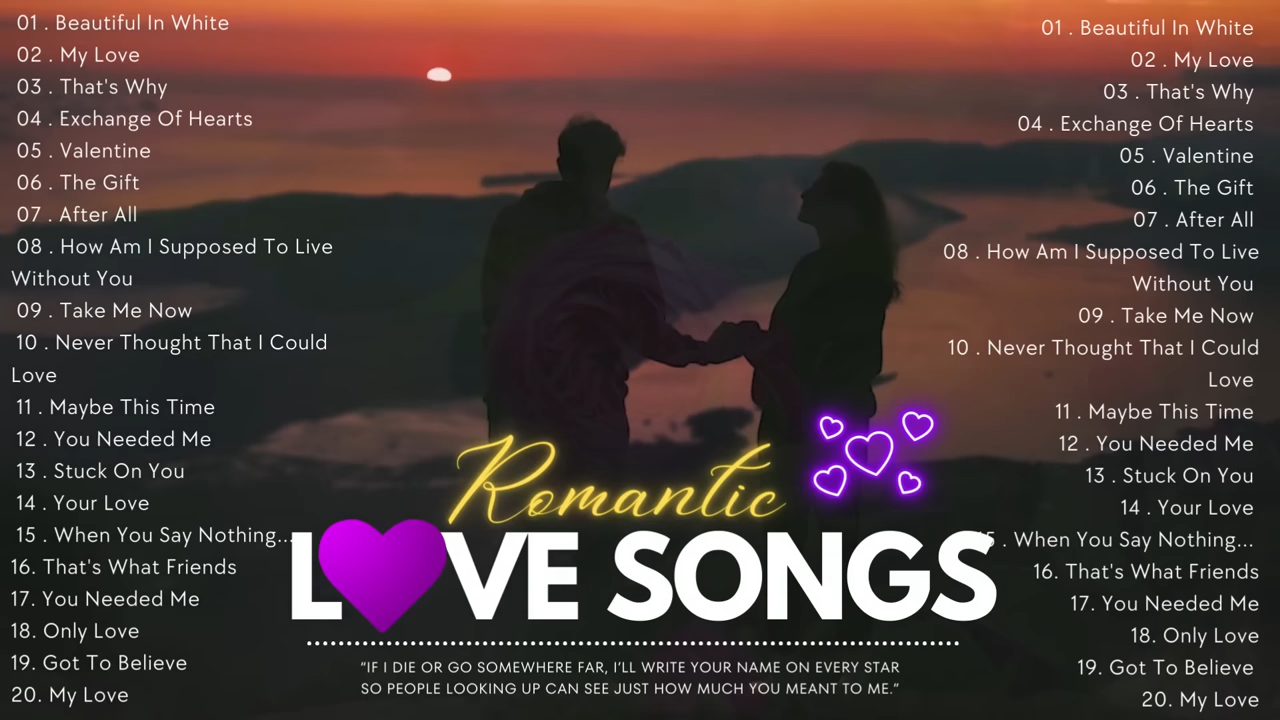 01 . Beautiful In White
02 . My Love
03 . That's Why
04 . Exchange Of Hearts
05 . Valentine
06 . The Gift
07 . After All
08 . How Am I Supposed To Live
Without You
09 . Take Me Now
10 . Never Thought That I Could
Love
11 . Maybe This Time
12 . You Needed Me
13 . Stuck On You
14 . Your Love
15 . When You Say Nothing...
16. That's What Friends
17. You Needed Me
18. Only Love
19. Got To Believe
20. My Love
01 . Beautiful In White
02 . My Love
03 . That's Why
04 . Exchange Of Hearts
05 . Valentine
06 . The Gift
07 . After All
08 . How Am I Supposed To Live
Without You
09 . Take Me Now
10 . Never Thought That I Could
Love
11 . Maybe This Time
12 . You Needed Me
13 . Stuck On You
14 . Your Love
5 . When You Say Nothing...
16. That's What Friends
17. You Needed Me
18. Only Love
19. Got To Believe
20. My Love
Romantic
L💜VE SONGS
“IF I DIE OR GO SOMEWHERE FAR, I’LL WRITE YOUR NAME ON EVERY STAR
SO PEOPLE LOOKING UP CAN SEE JUST HOW MUCH YOU MEANT TO ME.”